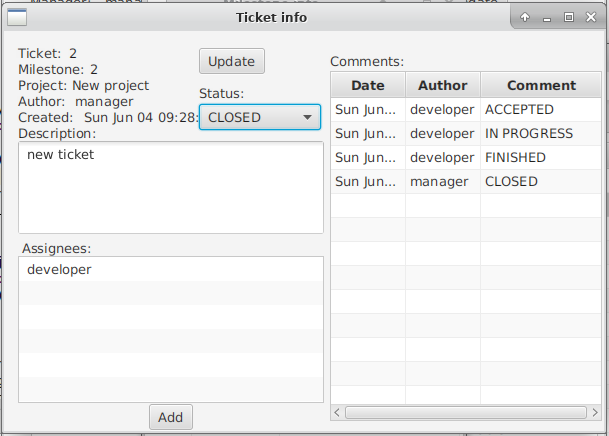 Ticket info
Ticket: 2
Milestone: 2
Project: New project
Author: manager
Created: Sun Jun 04 09:28:
Description:
new ticket
Update
Status:
CLOSED
Assignees:
developer
Add
Comments:
Date Author Comment
Sun Jun... developer ACCEPTED
Sun Jun... developer IN PROGRESS
Sun Jun... developer FINISHED
Sun Jun... manager CLOSED